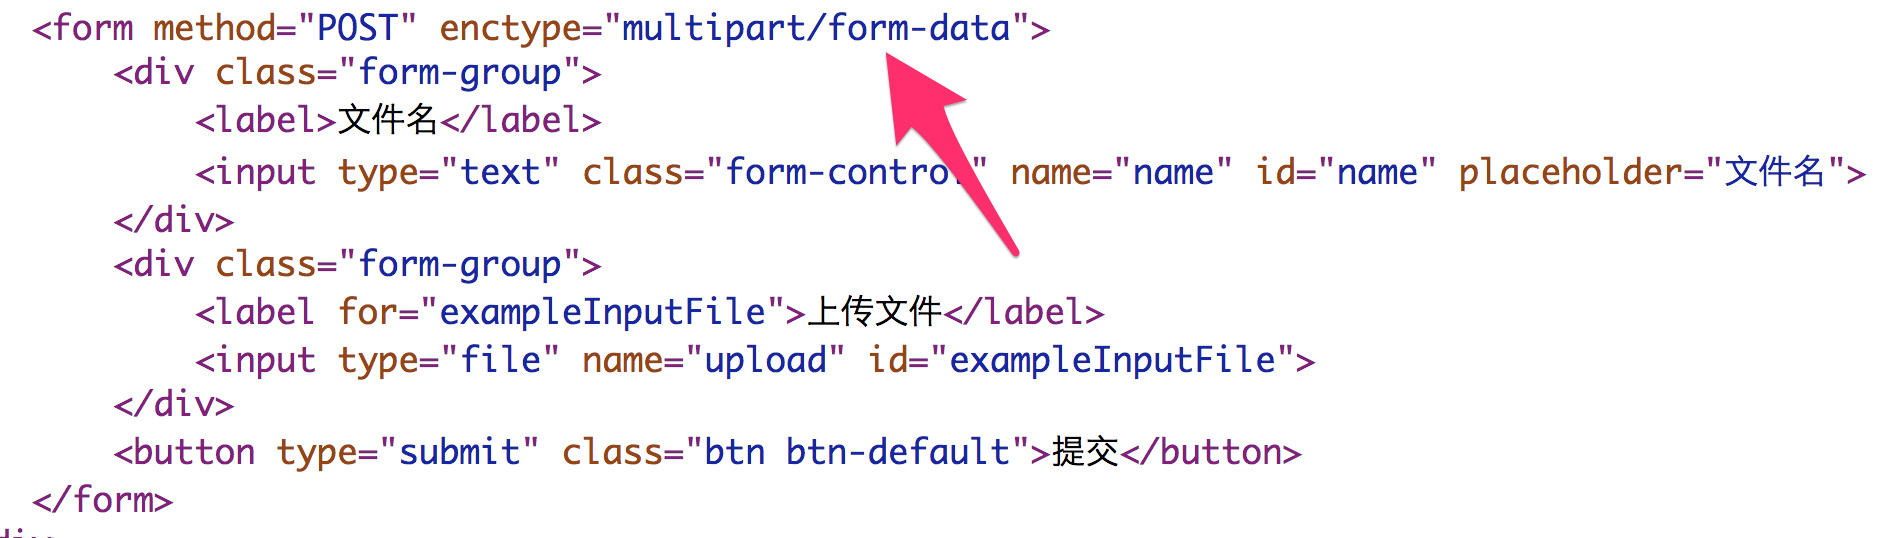 <form method="POST" enctype="multipart/form-data">
<div class="form-group">
<label>文件名</label>
<input type="text" class="form-control" name="name" id="name" placeholder="文件名">
</div>
<div class="form-group">
<label for="exampleInputFile">上传文件</label>
<input type="file" name="upload" id="exampleInputFile">
</div>
<button type="submit" class="btn btn-default">提交</button>
</form>